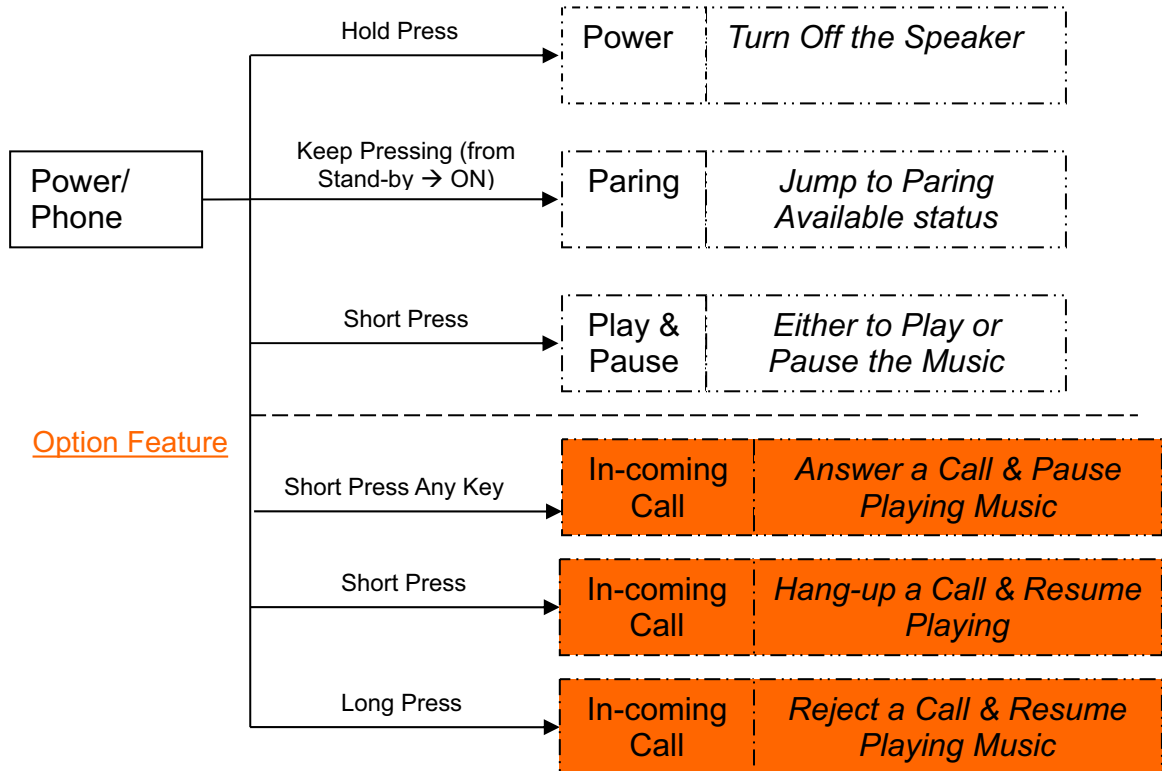 Hold Press
Power
Turn Off the Speaker
Power/
Phone
Keep Pressing (from
Stand-by → ON)
Paring
Jump to Paring
Available status
Short Press
Play &
Pause
Either to Play or
Pause the Music
Option Feature
Short Press Any Key
In-coming
Call
Answer a Call & Pause
Playing Music
Short Press
In-coming
Call
Hang-up a Call & Resume
Playing
Long Press
In-coming
Call
Reject a Call & Resume
Playing Music